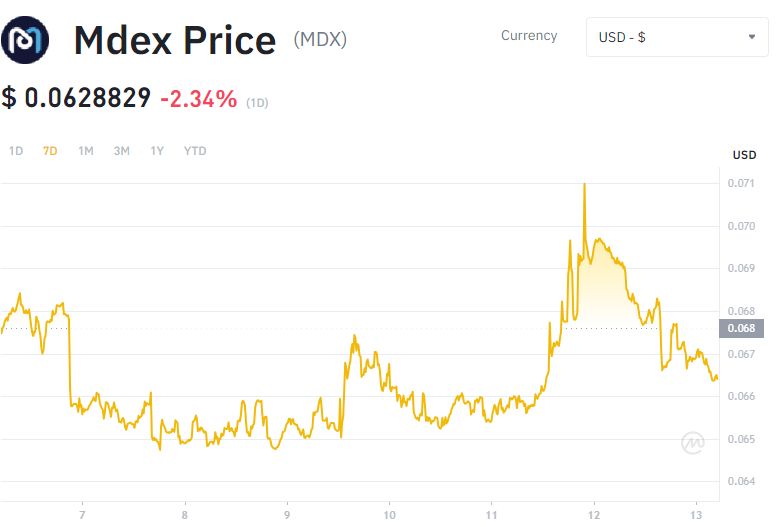 Mdex Price (MDX)
Currency
USD - $
$ 0.0628829 -2.34% (1D)
1D 7D 1M 3M 1Y YTD
USD
0.071
0.070
0.069
0.068
0.068
0.067
0.066
0.065
0.064
7 8 9 10 11 12 13